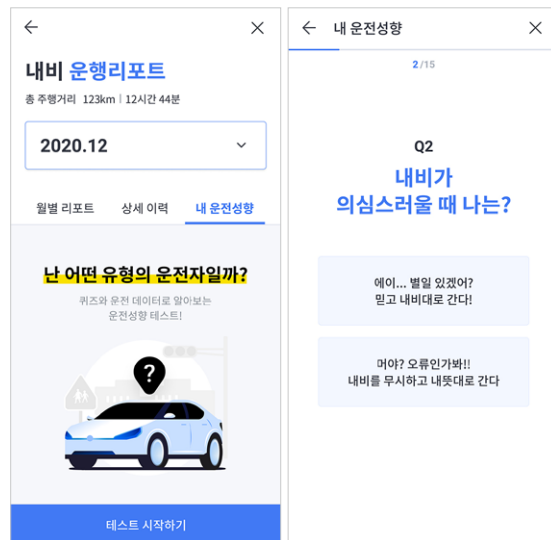 내비 운행리포트
총 주행거리 123km | 12시간 44분
2020.12
월별 리포트 상세 이력 내 운전성향
난 어떤 유형의 운전자일까?
퀴즈와 운전 데이터로 알아보는
운전성향 테스트!
?
테스트 시작하기
내 운전성향
2/15
Q2
내비가
의심스러울 때 나는?
에이... 별일 있겠어?
믿고 내비대로 간다!
머야? 오류인가봐!!
내비를 무시하고 내뜻대로 간다